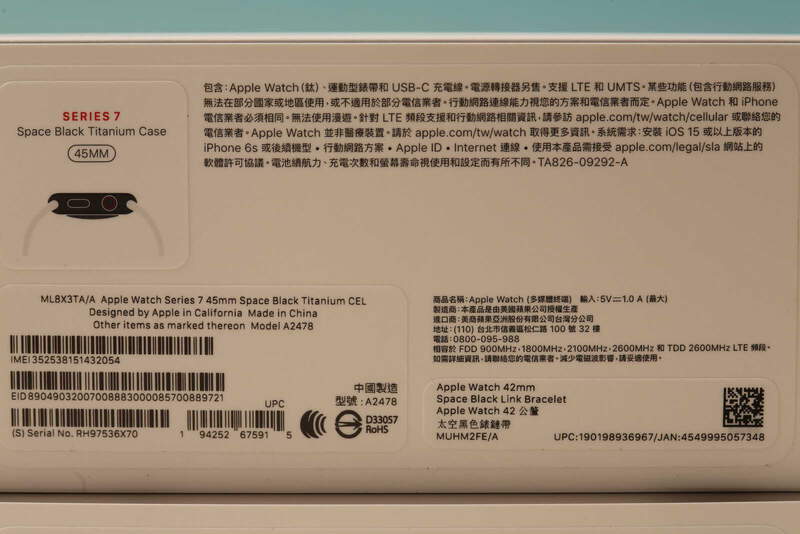 SERIES 7
Space Black Titanium Case
45MM
包含:Apple Watch(鈦)、運動型錶帶和 USB-C 充電線。電源轉接器另售。支援 LTE 和 UMTS。某些功能(包含行動網路服務)
無法在部分國家或地區使用,或不適用於部分電信業者。行動網路連線能力視您的方案和電信業者而定。Apple Watch 和 iPhone
電信業者必須相同。無法使用漫遊。針對 LTE 頻段支援和行動網路相關資訊,請參訪 apple.com/tw/watch/cellular 或聯絡您的
電信業者。Apple Watch 並非醫療裝置。請於 apple.com/tw/watch 取得更多資訊。系統需求:安裝 iOS 15 或以上版本的
iPhone 6s 或後續機型 • 行動網路方案 • Apple ID • Internet 連線 • 使用本產品需接受 apple.com/legal/sla 網站上的
軟體許可協議。電池續航力、充電次數和螢幕壽命視使用和設定而有所不同。TA826-09292-A
ML8X3TA/A Apple Watch Series 7 45mm Space Black Titanium CEL
Designed by Apple in California Made in China
Other items as marked thereon Model A2478
IMEI 352538151432054
EID 89049032007008883000085700889721
UPC
(S) Serial No. RH97536X70
1 94252 67591 5
中國製造
型號:A2478
D33057
RoHS
商品名稱:Apple Watch (多媒體終端) 輸入:5V⎓1.0 A (最大)
製造商:本產品是由美國蘋果公司授權生產
進口商:美商蘋果亞洲股份有限公司台灣分公司
地址:(110) 台北市信義區松仁路 100 號 32 樓
電話:0800-095-988
相容於 FDD 900MHz、1800MHz、2100MHz、2600MHz 和 TDD 2600MHz LTE 頻段。
如需詳細資訊,請聯絡您的電信業者。減少電磁波影響,請妥適使用。
Apple Watch 42mm
Space Black Link Bracelet
Apple Watch 42 公釐
太空黑色錶鏈帶
MUHM2FE/A
UPC:190198936967/JAN:4549995057348